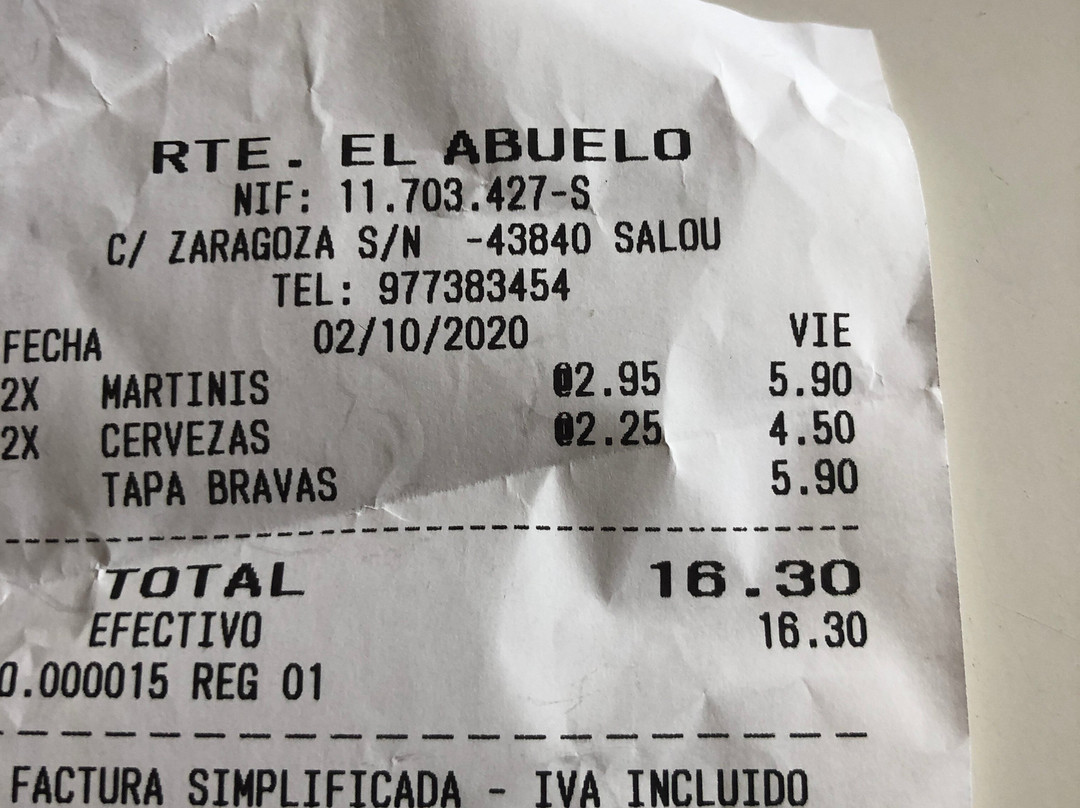 RTE. EL ABUELO
NIF: 11.703.427-S
C/ ZARAGOZA S/N -43840 SALOU
TEL: 977383454
FECHA 02/10/2020 VIE
2X MARTINIS @2.95 5.90
2X CERVEZAS @2.25 4.50
TAPA BRAVAS 5.90
TOTAL 16.30
EFECTIVO 16.30
0.000015 REG 01
FACTURA SIMPLIFICADA - IVA INCLUIDO